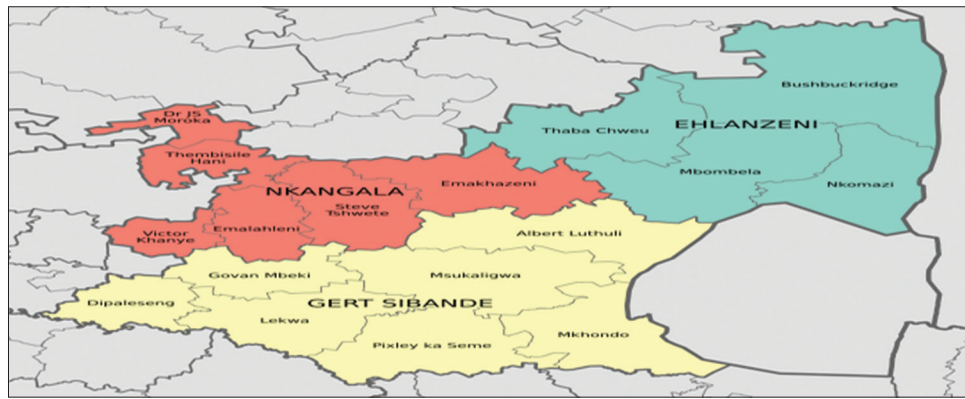 Bushbuckridge
Dr JS
Moroka
Thaba Chweu
EHLANZENI
Thembisile
Hani
Mbombela
Nkomazi
NKANGALA
Emakhazeni
Steve
Tshwete
Victor
Khanye
Emalahleni
Albert Luthuli
Govan Mbeki
Msukaligwa
Dipaleseng
GERT SIBANDE
Lekwa
Mkhondo
Pixley ka Seme